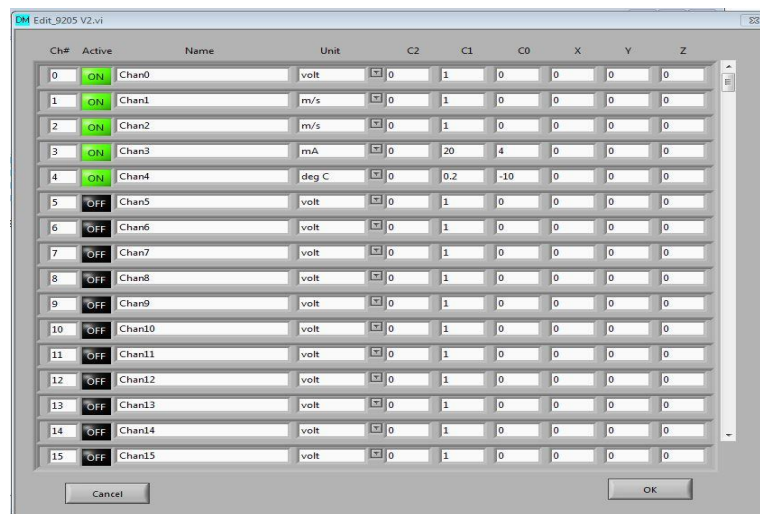 DM Edit_9205 V2.vi
Ch# Active Name Unit C2 C1 C0 X Y Z
0 ON Chan0 volt 0 1 0 0 0 0
1 ON Chan1 m/s 0 1 0 0 0 0
2 ON Chan2 m/s 0 1 0 0 0 0
3 ON Chan3 mA 0 20 4 0 0 0
4 ON Chan4 deg C 0 0.2 -10 0 0 0
5 OFF Chan5 volt 0 1 0 0 0 0
6 OFF Chan6 volt 0 1 0 0 0 0
7 OFF Chan7 volt 0 1 0 0 0 0
8 OFF Chan8 volt 0 1 0 0 0 0
9 OFF Chan9 volt 0 1 0 0 0 0
10 OFF Chan10 volt 0 1 0 0 0 0
11 OFF Chan11 volt 0 1 0 0 0 0
12 OFF Chan12 volt 0 1 0 0 0 0
13 OFF Chan13 volt 0 1 0 0 0 0
14 OFF Chan14 volt 0 1 0 0 0 0
15 OFF Chan15 volt 0 1 0 0 0 0
Cancel OK